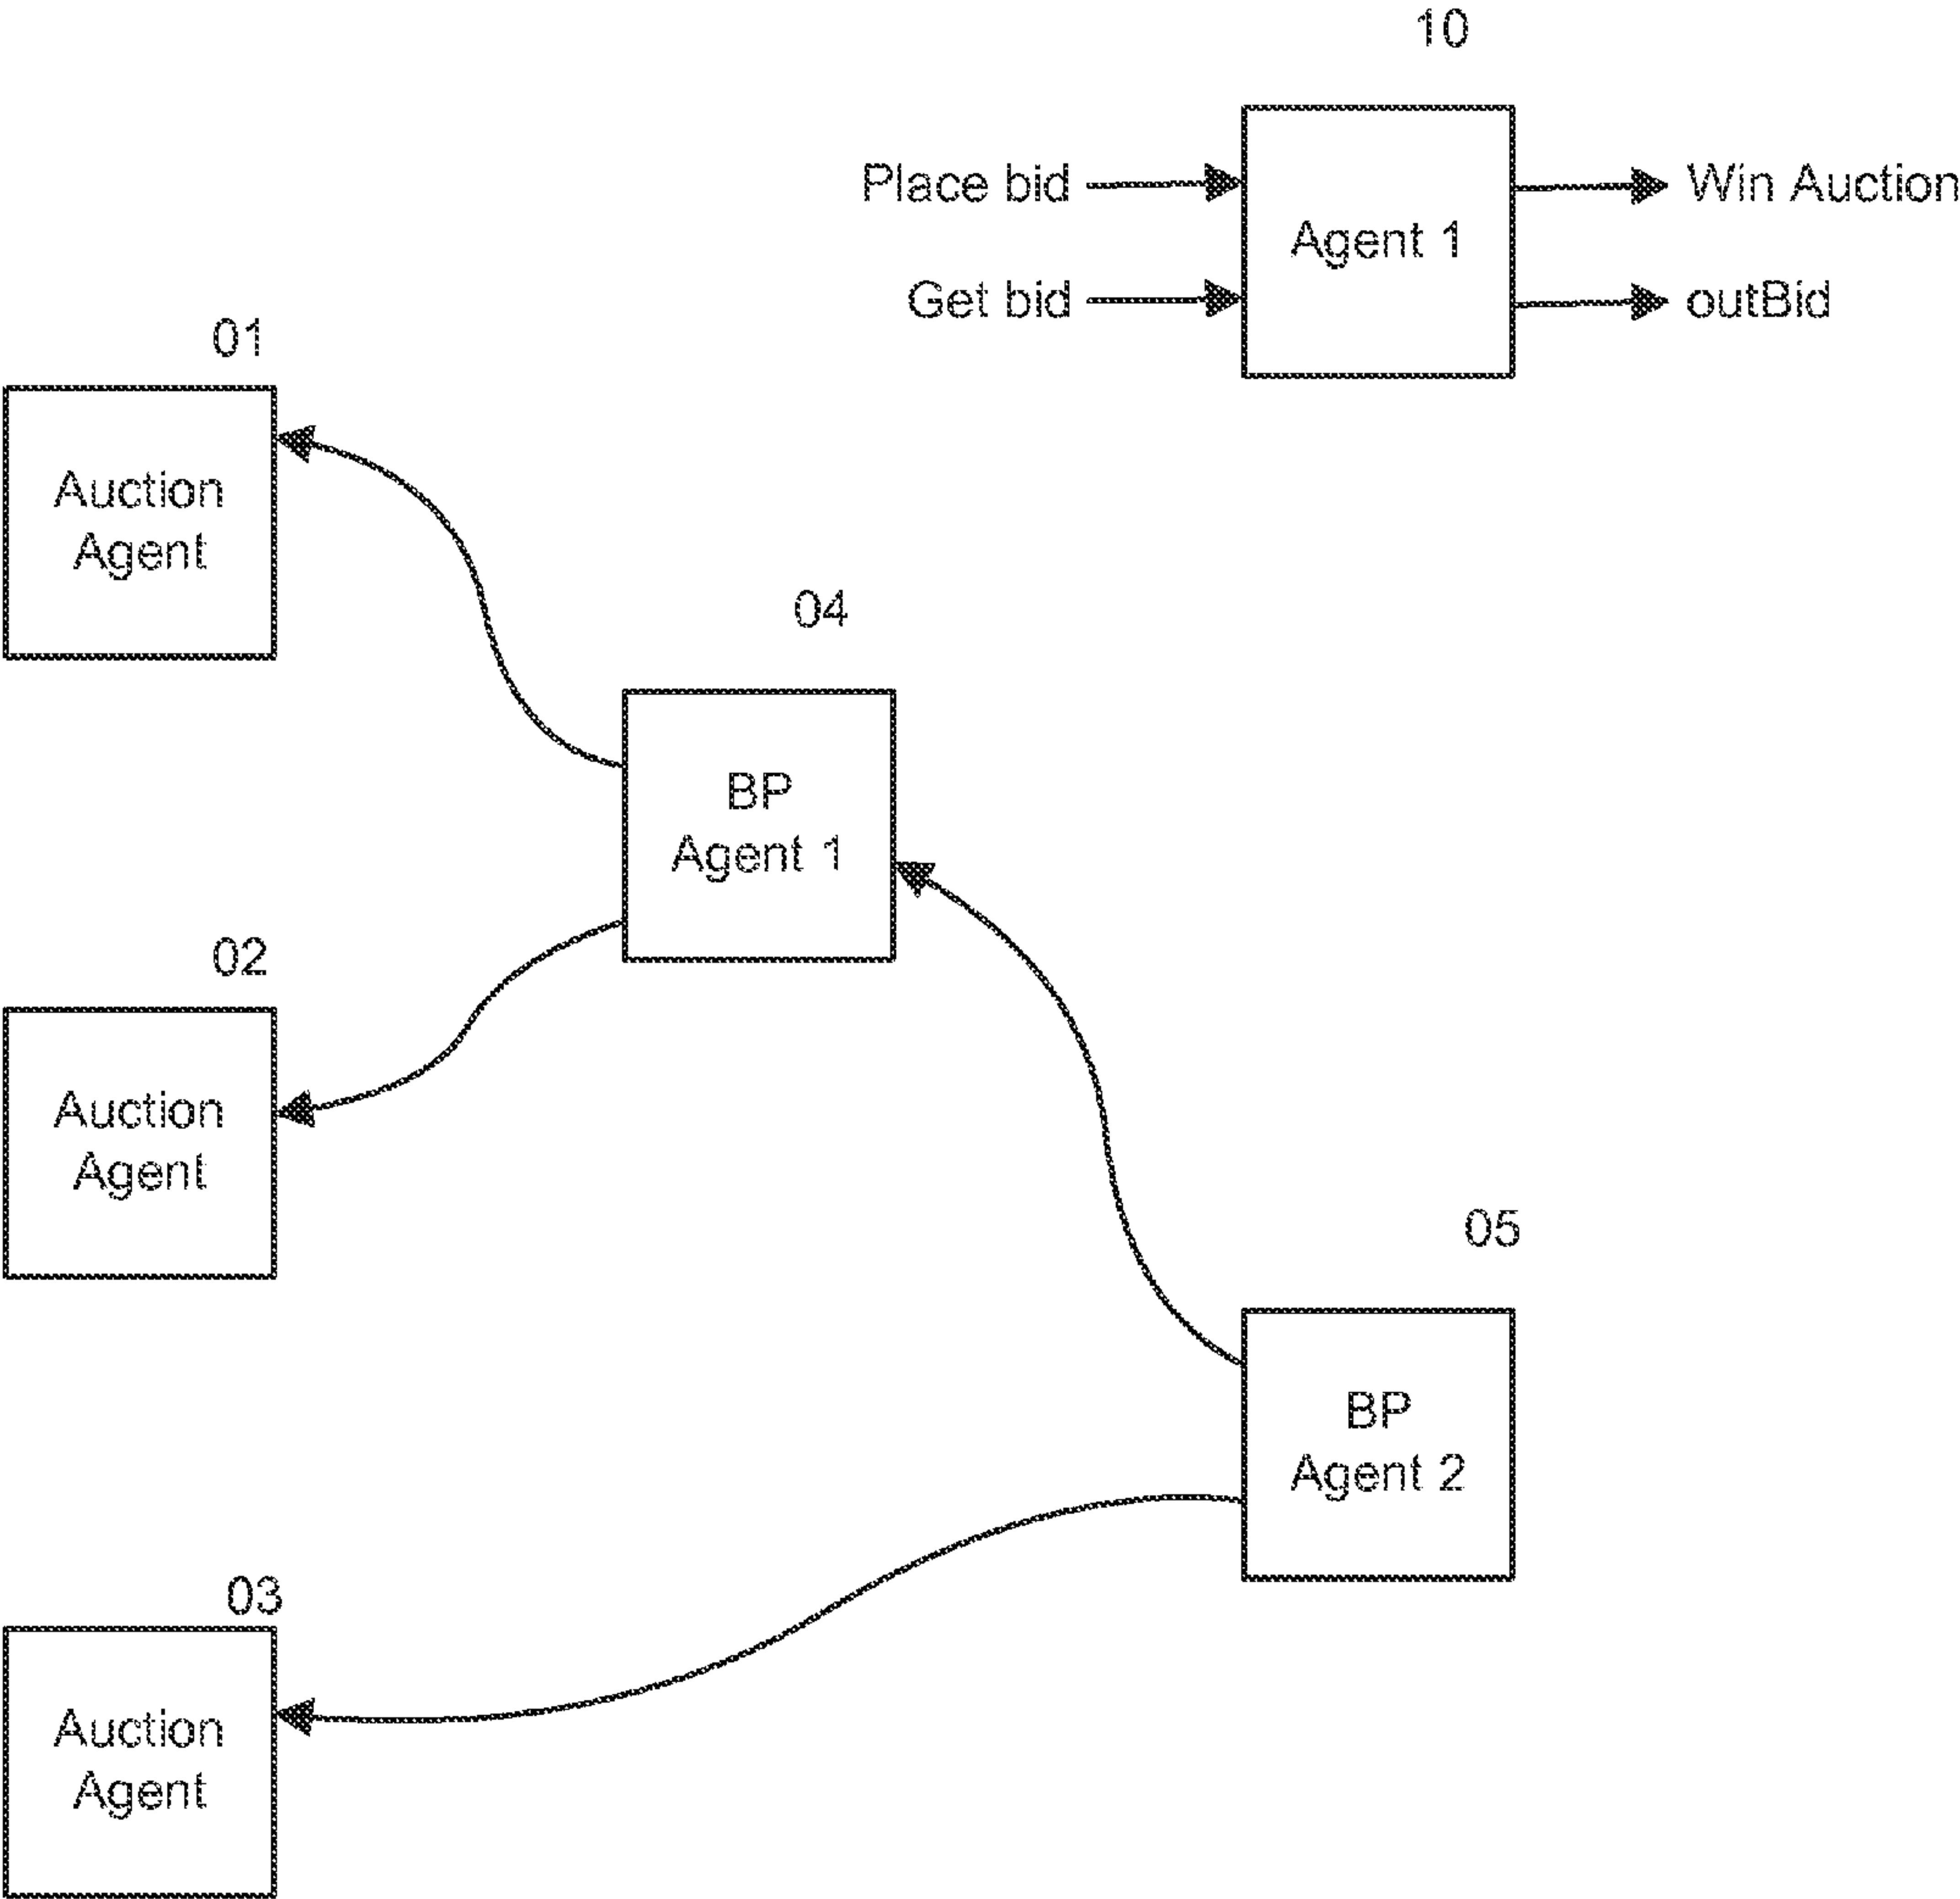 10
Place bid
Win Auction
Agent 1
Get bid
outBid
01
Auction
Agent
04
BP
Agent 1
02
Auction
Agent
05
BP
Agent 2
03
Auction
Agent